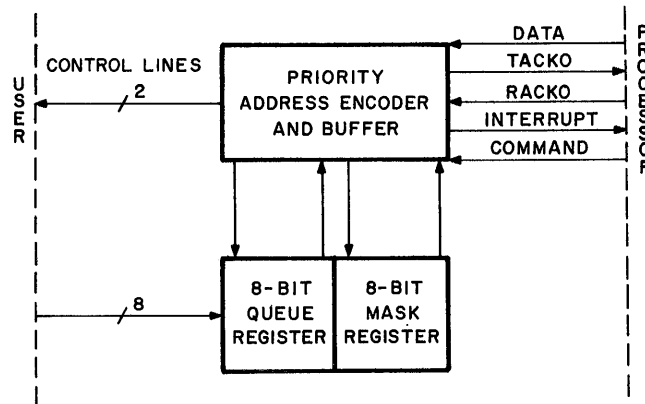 USER
CONTROL LINES
2
PRIORITY
ADDRESS ENCODER
AND BUFFER
DATA
TACKO
RACKO
INTERRUPT
COMMAND
PROCESSOR
8
8-BIT
QUEUE
REGISTER
8-BIT
MASK
REGISTER